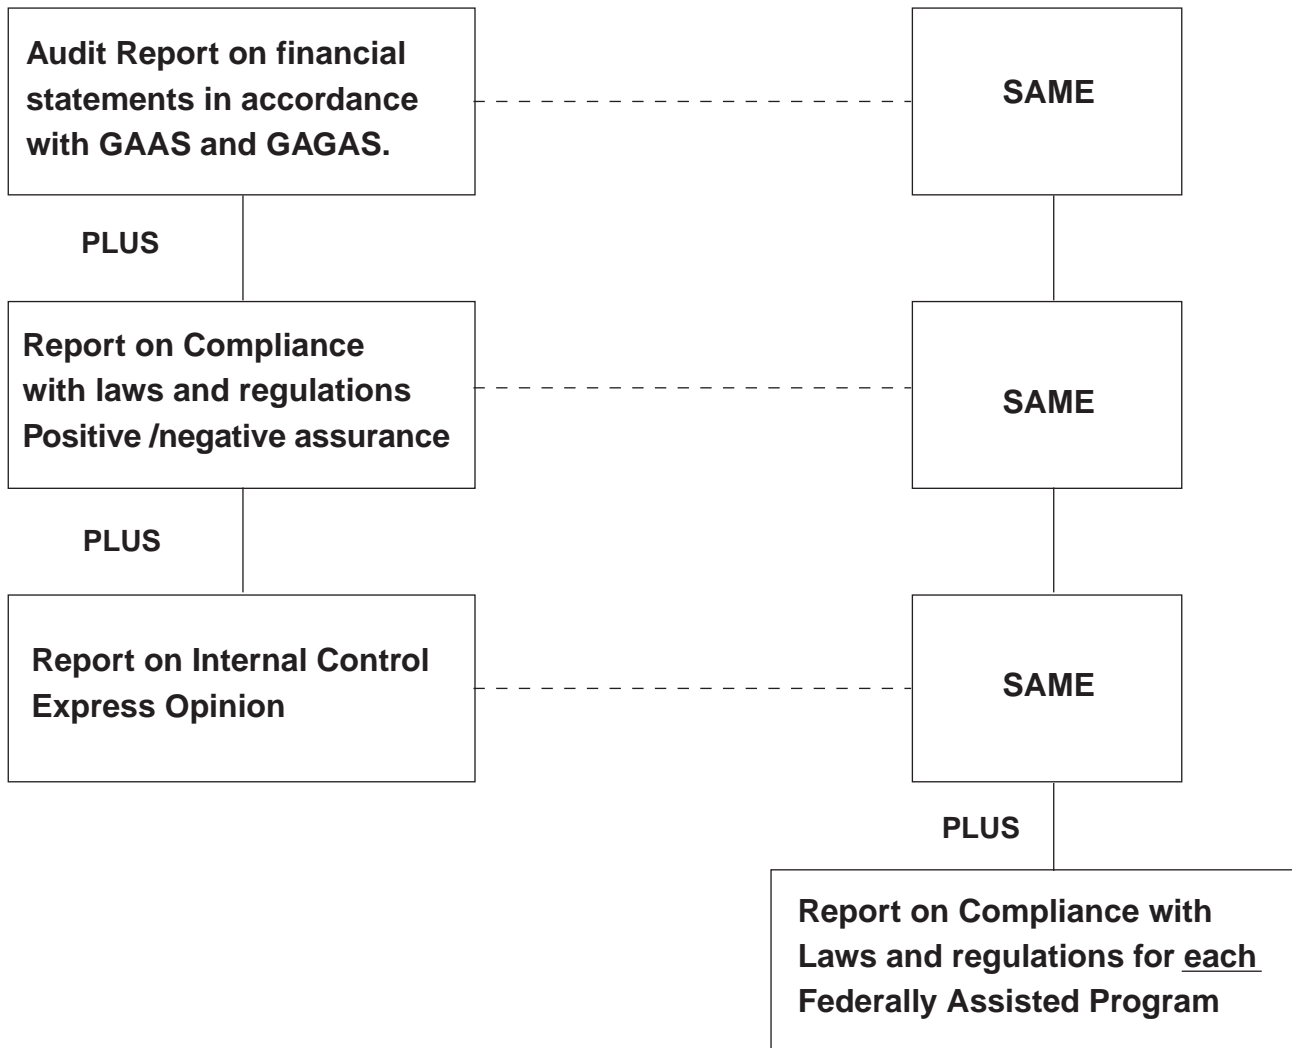 Audit Report on financial
statements in accordance
with GAAS and GAGAS.
SAME
PLUS
Report on Compliance
with laws and regulations
Positive /negative assurance
SAME
PLUS
Report on Internal Control
Express Opinion
SAME
PLUS
Report on Compliance with
Laws and regulations for each
Federally Assisted Program